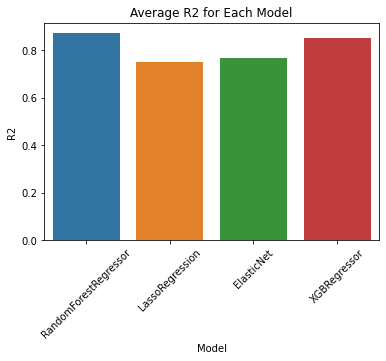 Average R2 for Each Model
R2
0.8
0.6
0.4
0.2
0.0
RandomForestRegressor
LassoRegression
ElasticNet
XGBRegressor
Model